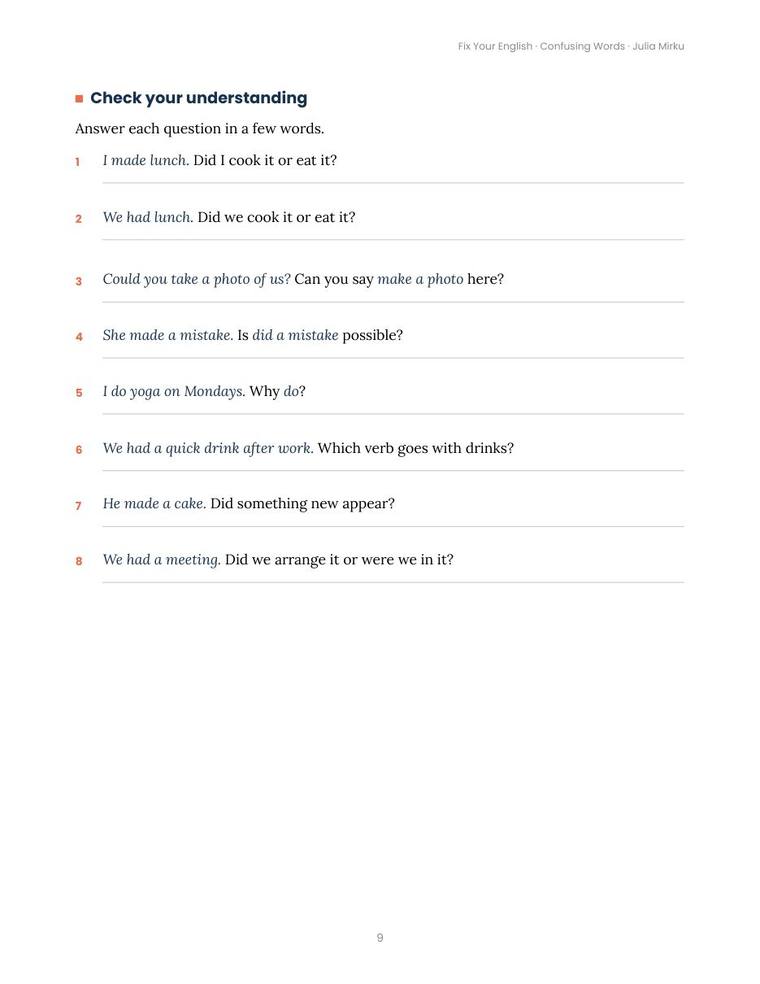 Fix Your English · Confusing Words · Julia Mirku
Check your understanding
Answer each question in a few words.
1 I made lunch. Did I cook it or eat it?
2 We had lunch. Did we cook it or eat it?
3 Could you take a photo of us? Can you say make a photo here?
4 She made a mistake. Is did a mistake possible?
5 I do yoga on Mondays. Why do?
6 We had a quick drink after work. Which verb goes with drinks?
7 He made a cake. Did something new appear?
8 We had a meeting. Did we arrange it or were we in it?
9